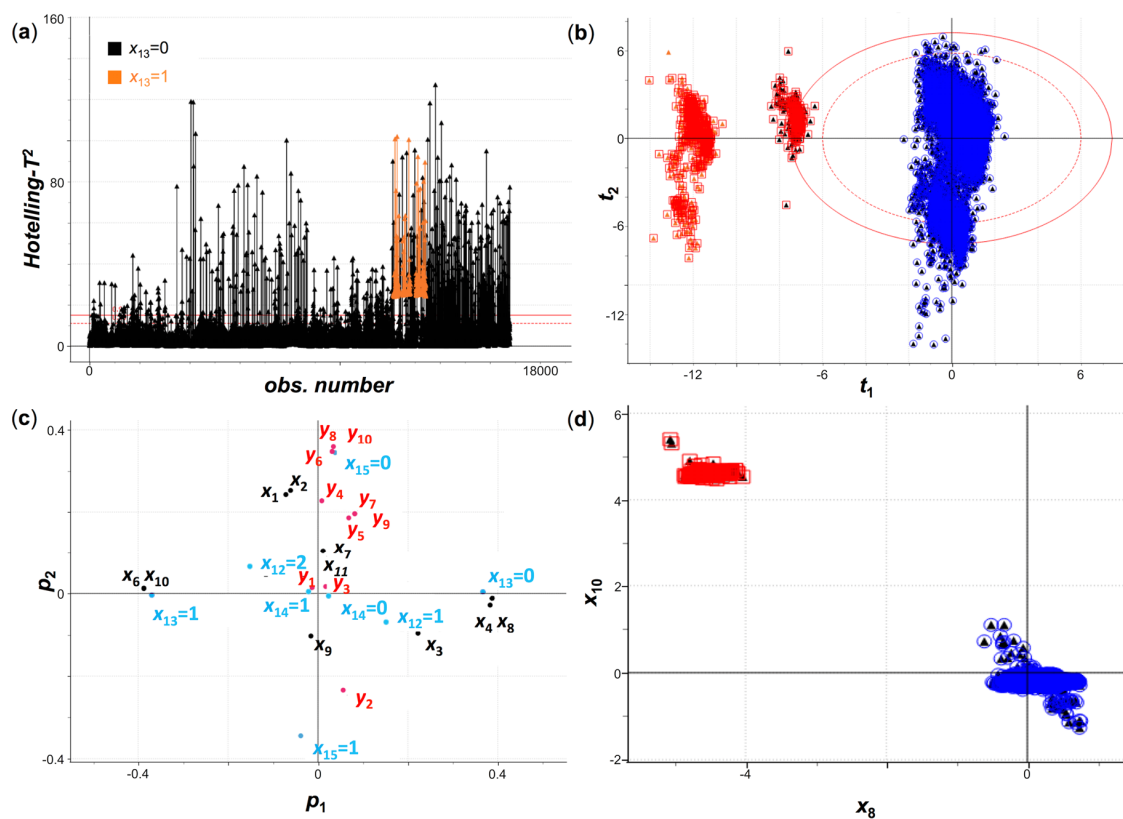 (a)
160
80
0
Hotelling-T²
x₁₃=0
x₁₃=1
0
18000
obs. number
(b)
6
0
-6
-12
t₂
-12
-6
0
6
t₁
(c)
0.4
0
-0.4
p₂
y₈
y₁₀
y₆
x₁₅=0
x₁
x₂
y₄
y₇
y₅
y₉
x₇
x₁₂=2
x₁₁
x₆ x₁₀
y₁
y₃
x₁₃=0
x₁₃=1
x₁₄=1
x₁₄=0
x₁₂=1
x₄ x₈
x₉
x₃
y₂
x₁₅=1
-0.4
0
0.4
p₁
(d)
6
4
2
0
-2
x₁₀
-4
0
x₈